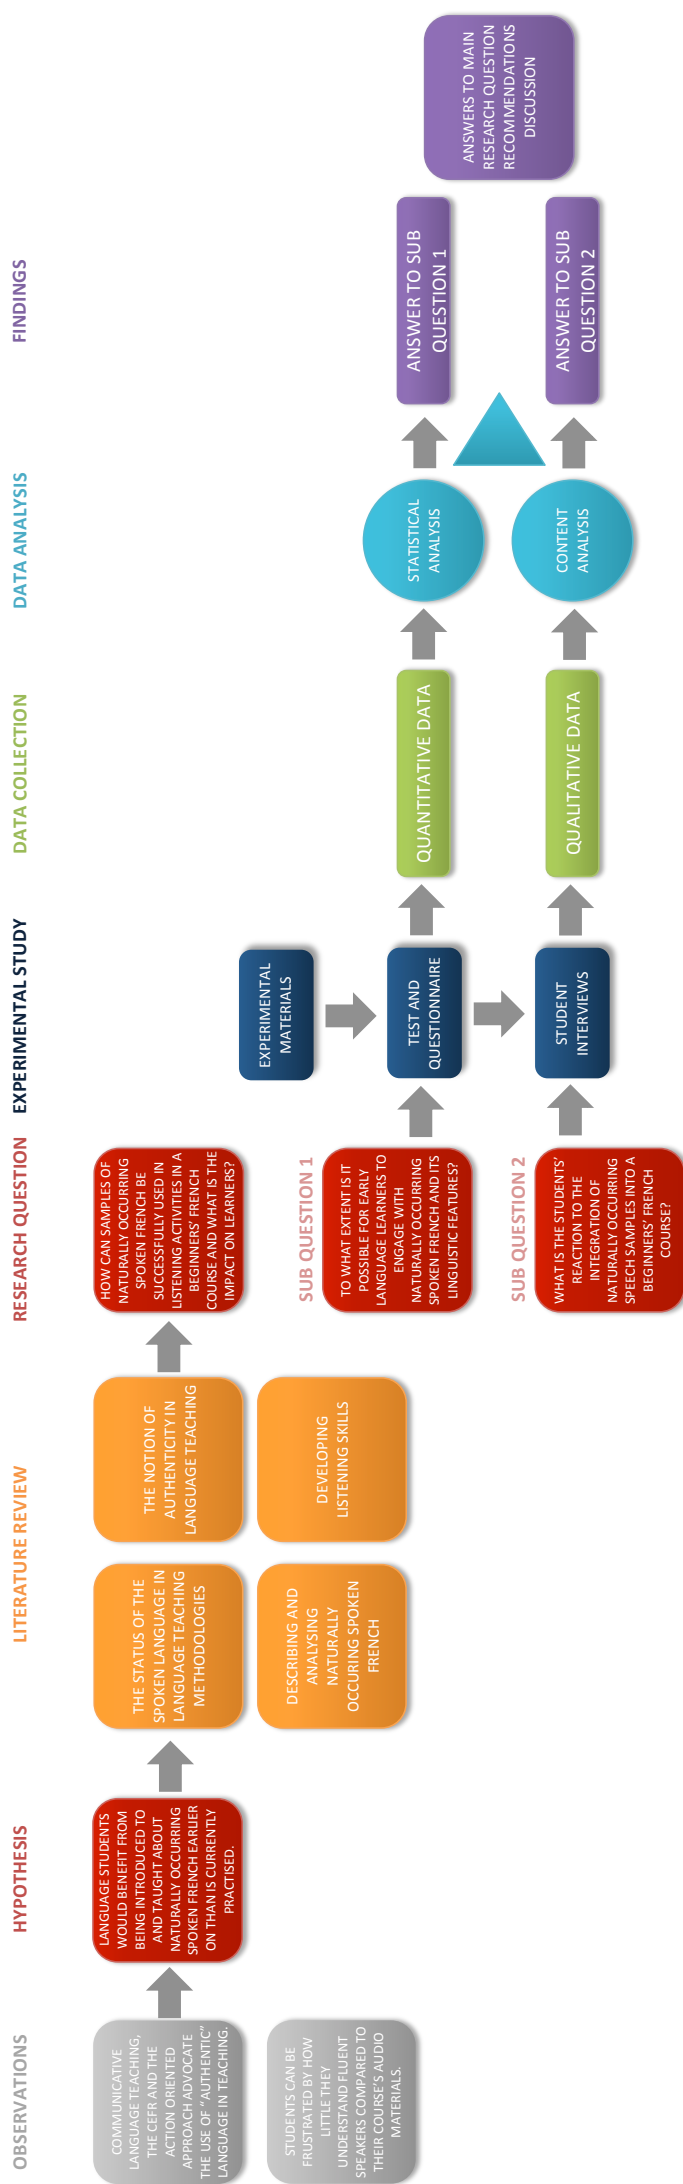 OBSERVATIONS
COMMUNICATIVE
LANGUAGE TEACHING,
THE CEFR AND THE
ACTION ORIENTED
APPROACH ADVOCATE
THE USE OF “AUTHENTIC”
LANGUAGE IN TEACHING.
STUDENTS CAN BE
FRUSTRATED BY HOW
LITTLE THEY
UNDERSTAND FLUENT
SPEAKERS COMPARED TO
THEIR COURSE’S AUDIO
MATERIALS.
HYPOTHESIS
LANGUAGE STUDENTS
WOULD BENEFIT FROM
BEING INTRODUCED TO
AND TAUGHT ABOUT
NATURALLY OCCURRING
SPOKEN FRENCH EARLIER
ON THAN IS CURRENTLY
PRACTISED.
LITERATURE REVIEW
THE STATUS OF THE
SPOKEN LANGUAGE IN
LANGUAGE TEACHING
METHODOLOGIES
THE NOTION OF
AUTHENTICITY IN
LANGUAGE TEACHING
DESCRIBING AND
ANALYSING
NATURALLY
OCCURING SPOKEN
FRENCH
DEVELOPING
LISTENING SKILLS
RESEARCH QUESTION
HOW CAN SAMPLES OF
NATURALLY OCCURRING
SPOKEN FRENCH BE
SUCCESSFULLY USED IN
LISTENING ACTIVITIES IN A
BEGINNERS’ FRENCH
COURSE AND WHAT IS THE
IMPACT ON LEARNERS?
SUB QUESTION 1
TO WHAT EXTENT IS IT
POSSIBLE FOR EARLY
LANGUAGE LEARNERS TO
ENGAGE WITH
NATURALLY OCCURRING
SPOKEN FRENCH AND ITS
LINGUISTIC FEATURES?
SUB QUESTION 2
WHAT IS THE STUDENTS’
REACTION TO THE
INTEGRATION OF
NATURALLY OCCURRING
SPEECH SAMPLES INTO A
BEGINNERS’ FRENCH
COURSE?
EXPERIMENTAL STUDY
EXPERIMENTAL
MATERIALS
TEST AND
QUESTIONNAIRE
STUDENT
INTERVIEWS
DATA COLLECTION
QUANTITATIVE DATA
QUALITATIVE DATA
DATA ANALYSIS
STATISTICAL
ANALYSIS
CONTENT
ANALYSIS
FINDINGS
ANSWER TO SUB
QUESTION 1
ANSWER TO SUB
QUESTION 2
ANSWERS TO MAIN
RESEARCH QUESTION
RECOMMENDATIONS
DISCUSSION